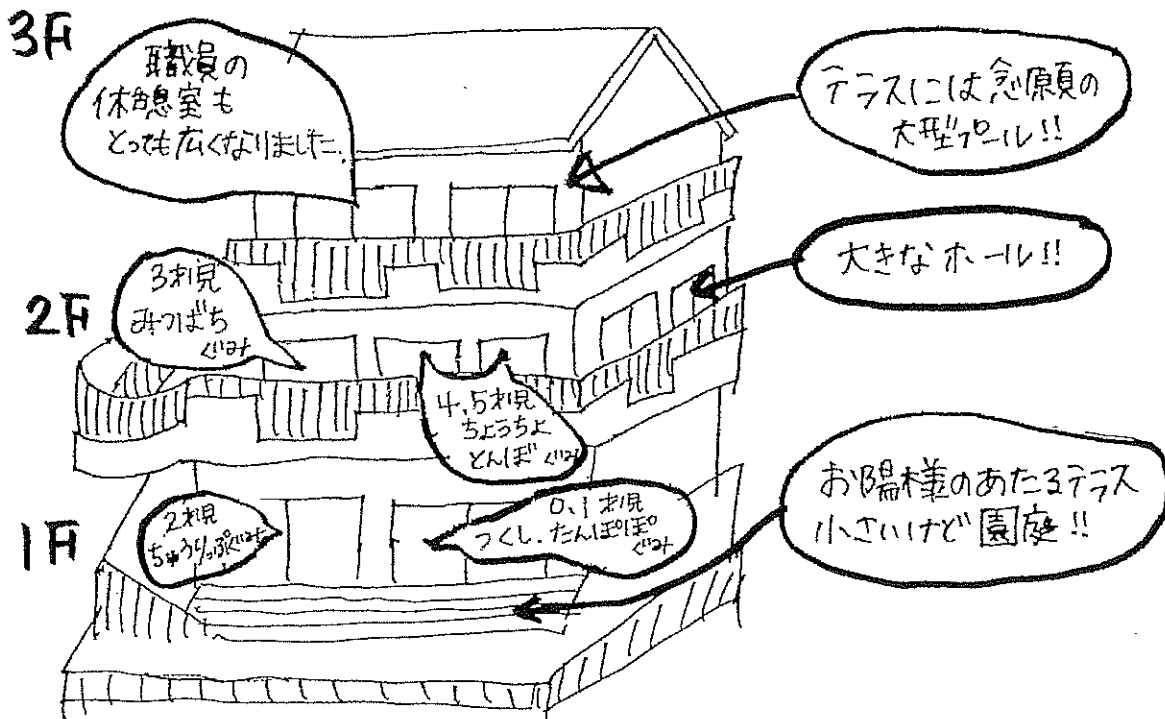 3F
職員の
休憩室も
とっても広くなりました.
テラスには念願の
大型プール!!
大きなホール!!
2F
3才児
みつばち
ぐみ
4,5才児
ちょうちょ
とんぼ ぐみ
お陽様のあたるテラス
小さいけど園庭!!
1F
2才児
ちゅうりっぷぐみ
0,1才児
つくし、たんぽぽ
ぐみ